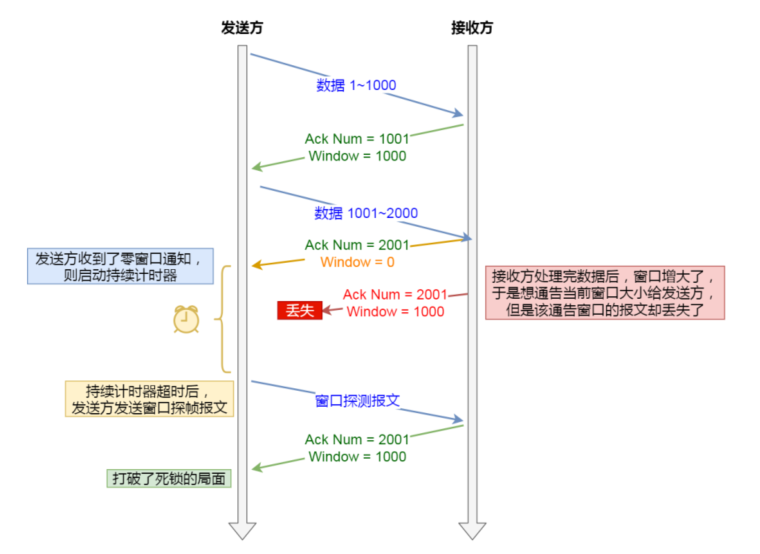 发送方
接收方
数据 1~1000
Ack Num = 1001
Window = 1000
数据 1001~2000
Ack Num = 2001
Window = 0
发送方收到了零窗口通知，
则启动持续计时器
接收方处理完数据后，窗口增大了，
于是想通告当前窗口大小给发送方，
但是该通告窗口的报文却丢失了
Ack Num = 2001
Window = 1000
丢失
持续计时器超时后，
发送方发送窗口探帧报文
窗口探测报文
Ack Num = 2001
Window = 1000
打破了死锁的局面